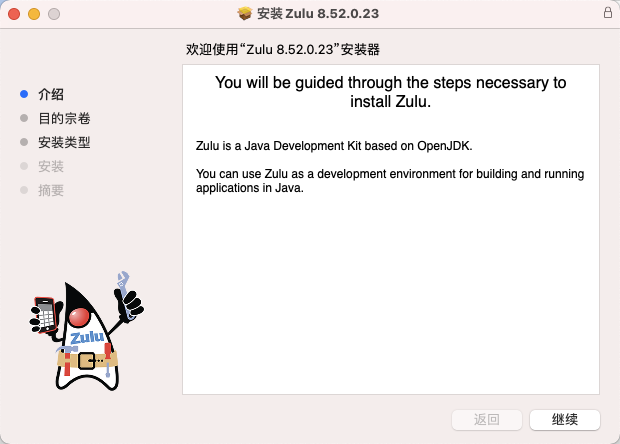 安装 Zulu 8.52.0.23
欢迎使用“Zulu 8.52.0.23”安装器
介绍
目的宗卷
安装类型
安装
摘要
You will be guided through the steps necessary to
install Zulu.
Zulu is a Java Development Kit based on OpenJDK.
You can use Zulu as a development environment for building and running
applications in Java.
Zulu
返回
继续